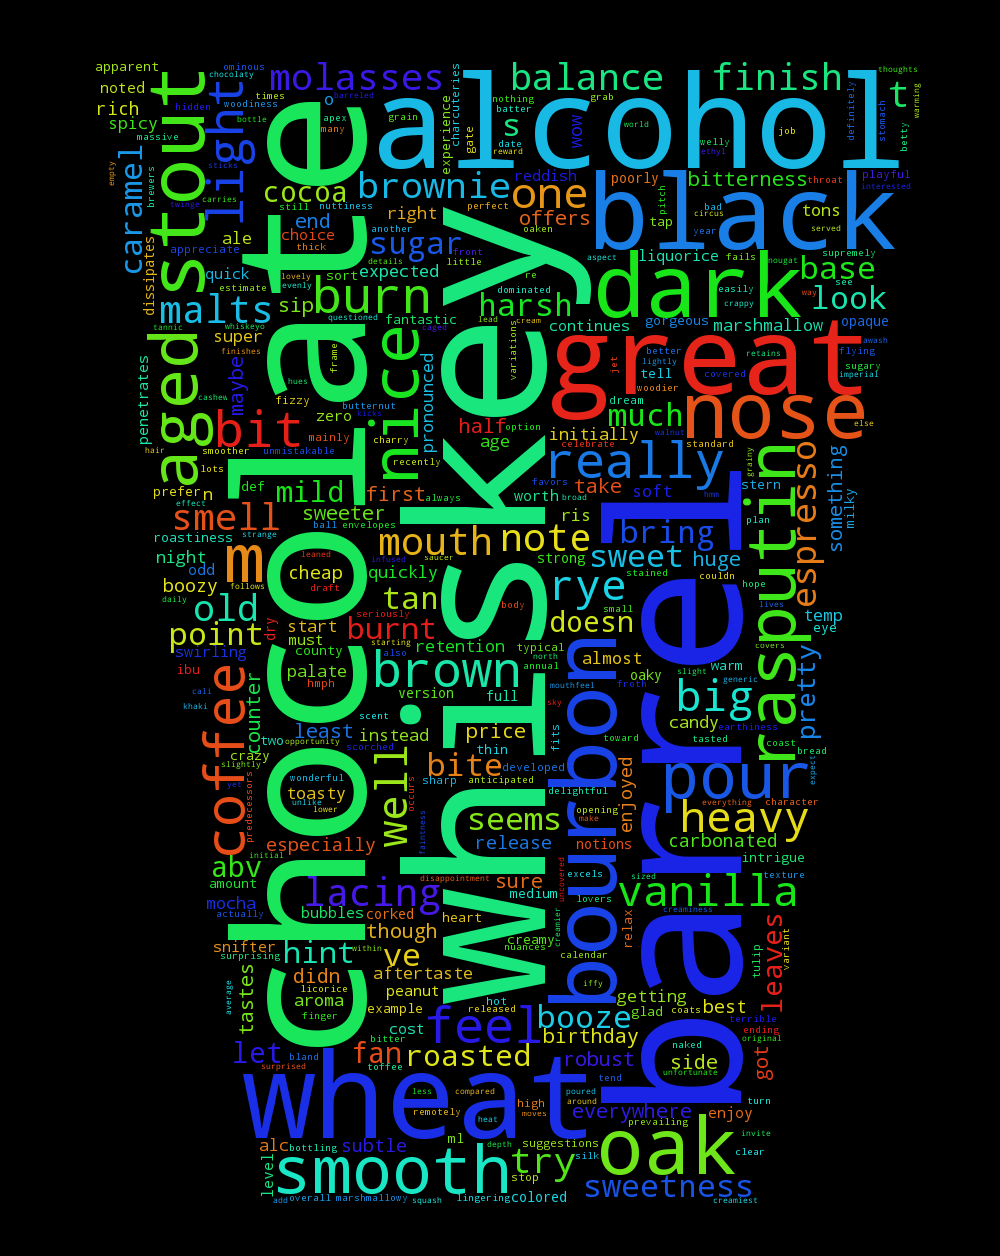 apparent
ominous
chocolaty
molasses
balance
finish
thoughts
noted
rich
spicy
massive
hidden
woodiness
bottle
times
o
barreled
apex
many
grain
experience
charcuteries
gate
nothing
batter
date
reward
s
grab
wow
world
welly
ethyl
job
t
definitely
stomach
betty
warming
stout
light
chocolate
alcohol
empty
brewers
sticks
carries
twinge
caramel
cocoa
still
nuttiness
brownie
perfect
one
reddish
oaken
offers
poorly
pitch
tap
bitterness
bad
circus
year
throat
tons
served
playful
interested
black
appreciate
ale
end
choice
thick
right
another
details
sugar
front
little
re
aspect
liquorice
fails
nougat
supremely
dissipates
quick
estimate
lovely
evenly
sort
expected
dominated
harsh
dark
easily
crappy
way
see
base
look
malts
whiskeyo
sip
burn
questioned
fantastic
lead
cream
variations
continues
gorgeous
marshmallow
opaque
tannic
super
finishes
frame
nice
caged
great
jet
better
lightly
tell
covered
woodier
retains
flying
awash
sugary
imperial
penetrates
aged
maybe
hues
fizzy
cashew
butternut
zero
kicks
pronounced
whiskey
dream
much
nose
else
bit
mainly
charry
half
option
age
initially
celebrate
standard
walnut
hair
lots
smoother
unmistakable
recently
really
grainy
prefer
n
def
mild
first
always
favors
worth
broad
take
soft
hmm
stern
rasputin
espresso
something
milky
effect
sweeter
smell
ball
envelopes
ris
bring
plan
roastiness
strange
mouth
note
night
leaned
infused
saucer
strong
sweet
huge
stained
couldn
odd
m
cheap
quickly
boozy
follows
draft
daily
tan
body
rye
hope
lives
old
seriously
small
temp
eye
point
dry
start
burnt
starting
doesn
swirling
must
county
also
retention
typical
almost
covers
ibu
palate
hmph
brown
north
annual
warm
slight
generic
cali
khaki
version
full
mouthfeel
froth
oaky
big
earthiness
pretty
coffee
counter
scent
sky
candy
least
instead
price
fits
toward
tasted
coast
bread
two
opportunity
crazy
scorched
thin
slightly
yet
predecessors
wonderful
toasty
unlike
lower
well
bite
developed
sharp
anticipated
delightful
pour
expect
occurs
enjoyed
everything
character
opening
make
heavy
seems
faintness
especially
release
notions
carbonated
initial
intrigue
abv
disappointment
uncovered
excels
texture
amount
sized
mocha
lacing
sure
medium
lovers
vanilla
actually
bubbles
corked
heart
creamier
relax
creaminess
snifter
though
creamy
bourbon
barrel
surprising
hint
within
ve
nuances
calendar
tulip
variant
leaves
didn
aftertaste
iffy
average
tastes
licorice
peanut
hot
getting
aroma
example
released
coats
best
finger
cost
feel
booze
glad
terrible
bitter
birthday
ending
original
let
bland
fan
roasted
robust
naked
side
got
surprised
toffee
unfortunate
wheat
less
compared
tend
high
poured
turn
remotely
around
moves
everywhere
enjoy
heat
prevailing
invite
ml
oak
alc
bottling
subtle
depth
suggestions
clear
level
smooth
try
silk
stop
sweetness
add
overall
marshmallowy
squash
lingering
colored
creamiest